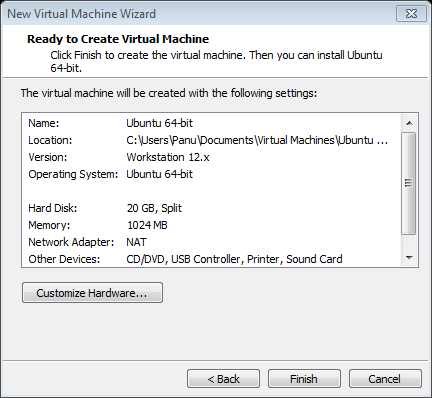 New Virtual Machine Wizard
Ready to Create Virtual Machine
Click Finish to create the virtual machine. Then you can install Ubuntu
64-bit.
The virtual machine will be created with the following settings:
Name: Ubuntu 64-bit
Location: C:\Users\Panu\Documents\Virtual Machines\Ubuntu ...
Version: Workstation 12.x
Operating System: Ubuntu 64-bit
Hard Disk: 20 GB, Split
Memory: 1024 MB
Network Adapter: NAT
Other Devices: CD/DVD, USB Controller, Printer, Sound Card
Customize Hardware...
< Back Finish Cancel